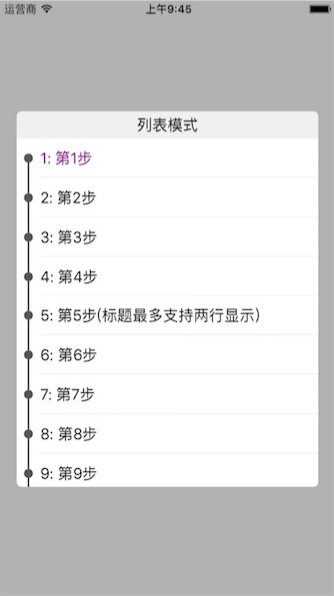 运营商 上午9:45
列表模式
1: 第1步
2: 第2步
3: 第3步
4: 第4步
5: 第5步(标题最多支持两行显示)
6: 第6步
7: 第7步
8: 第8步
9: 第9步